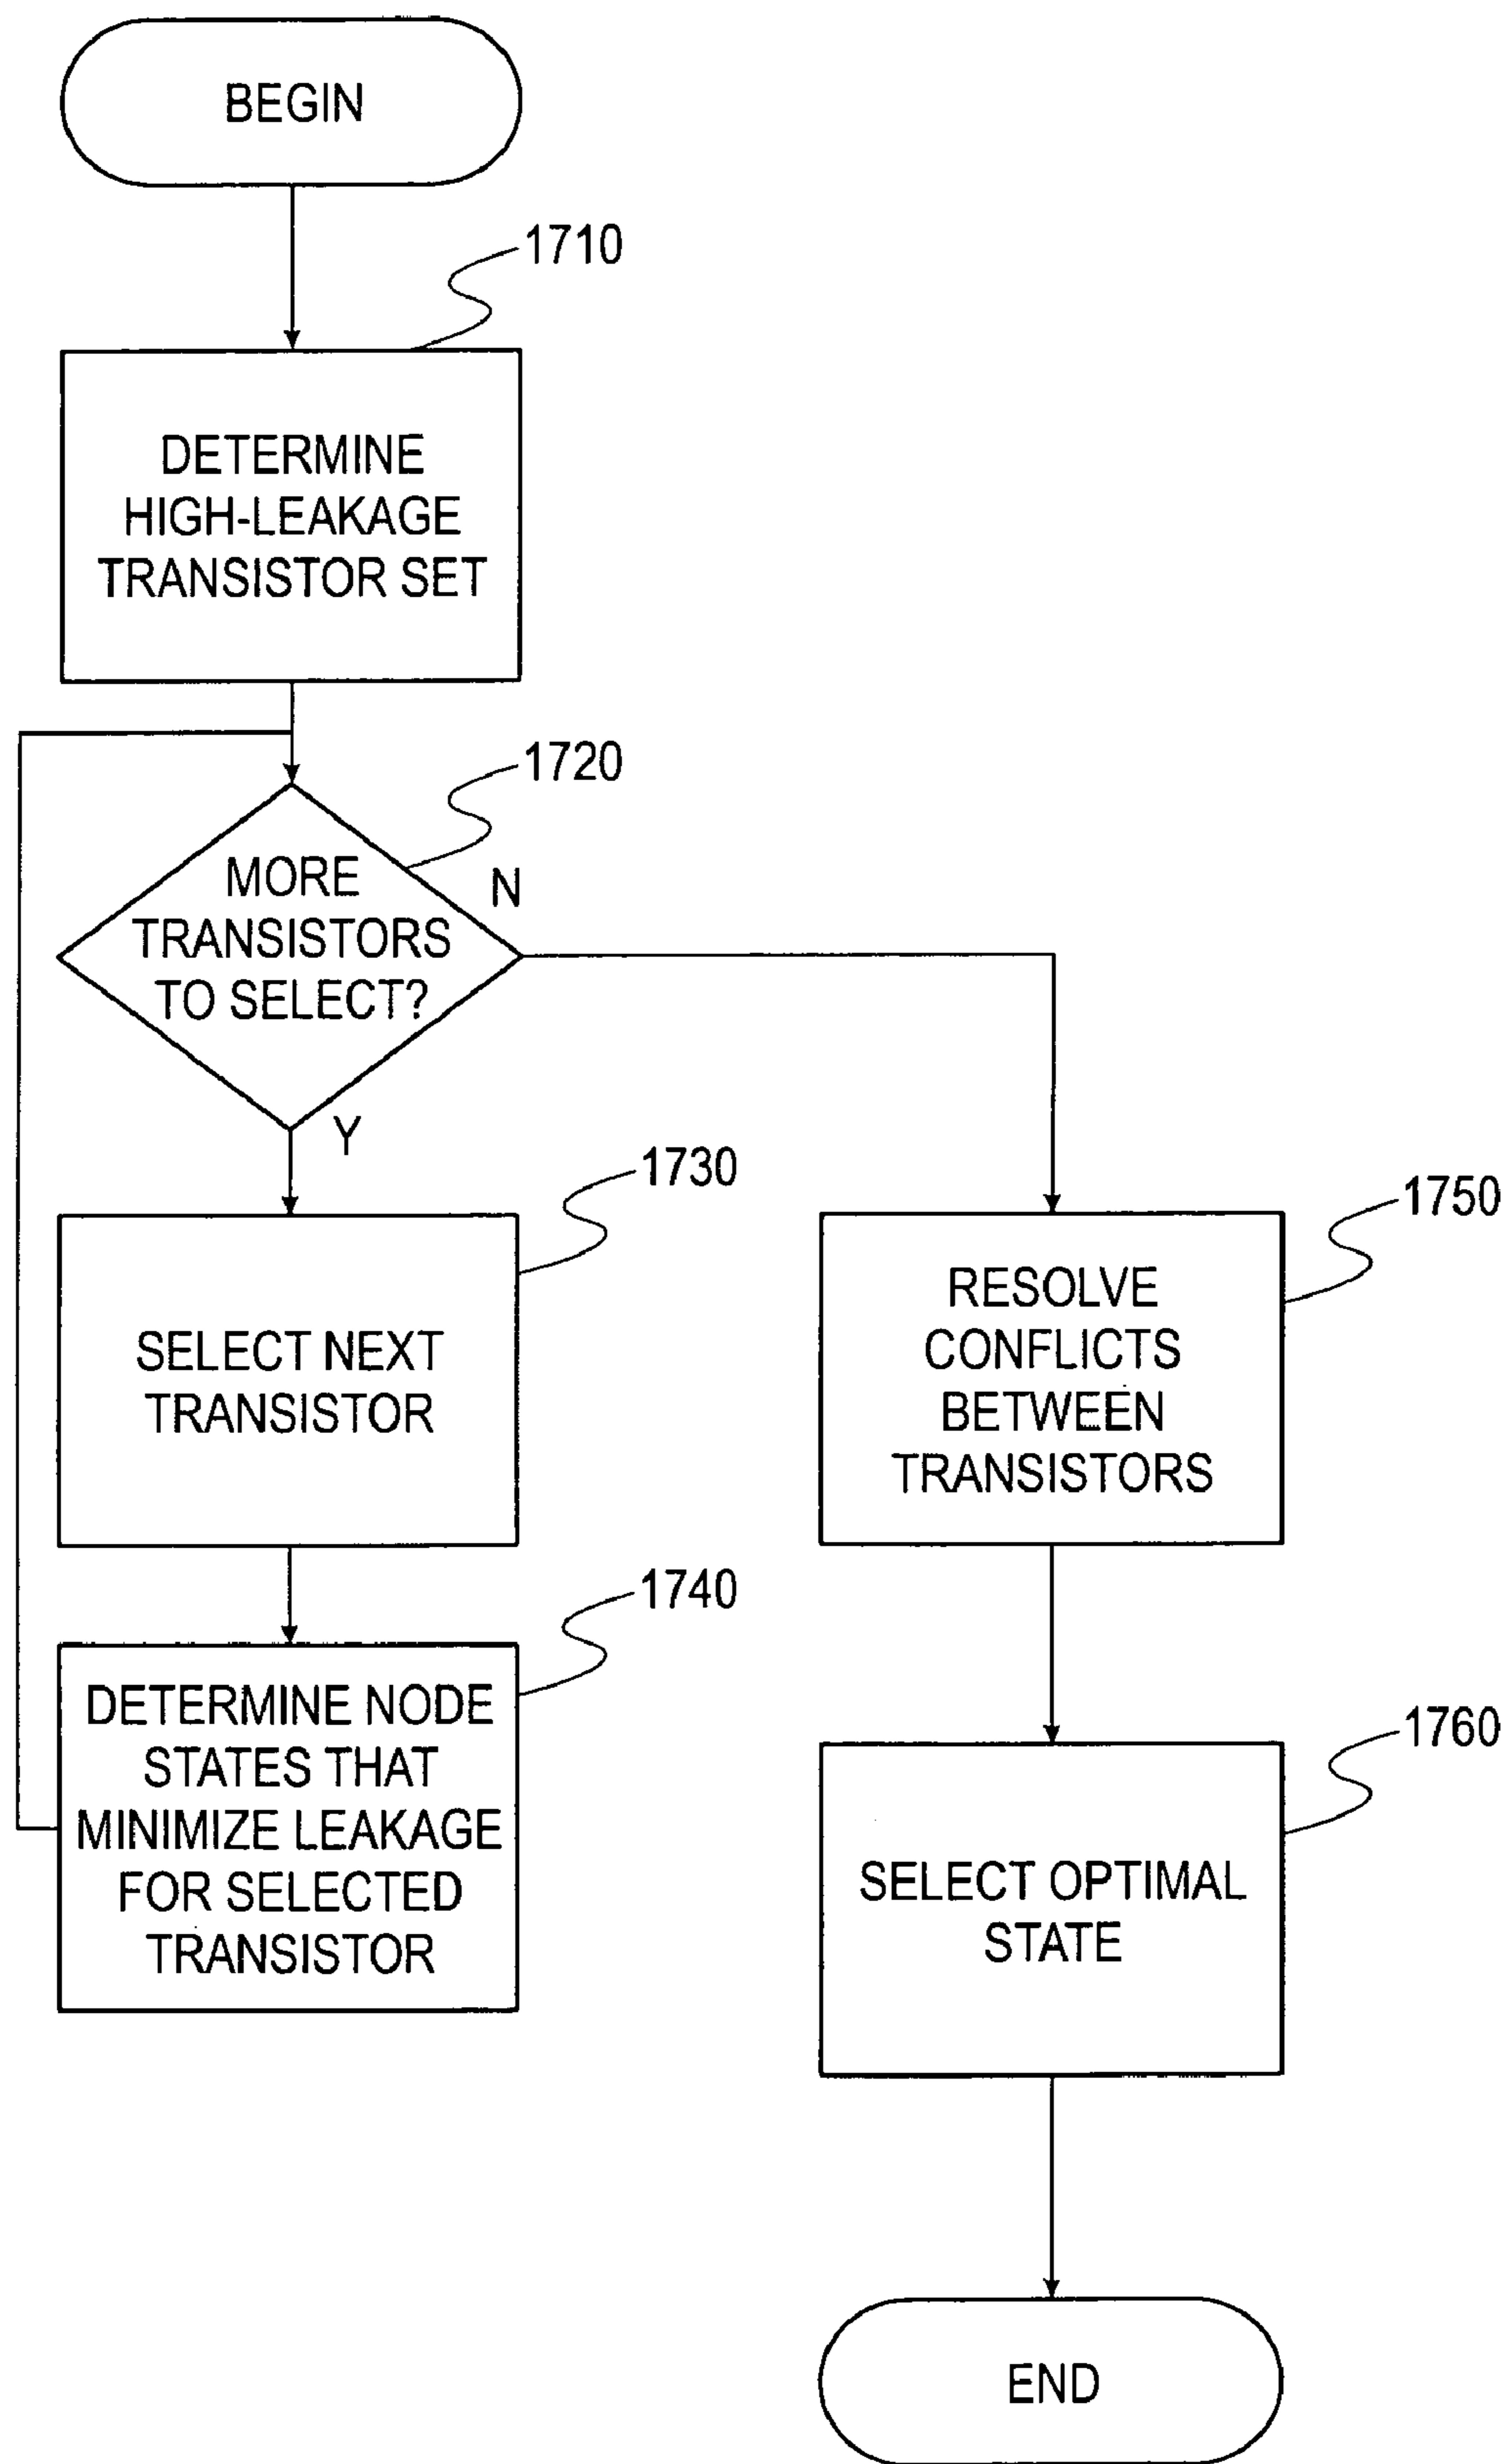 BEGIN
1710
DETERMINE
HIGH-LEAKAGE
TRANSISTOR SET
1720
MORE
TRANSISTORS
TO SELECT?
N
Y
1730
SELECT NEXT
TRANSISTOR
1740
DETERMINE NODE
STATES THAT
MINIMIZE LEAKAGE
FOR SELECTED
TRANSISTOR
1750
RESOLVE
CONFLICTS
BETWEEN
TRANSISTORS
1760
SELECT OPTIMAL
STATE
END